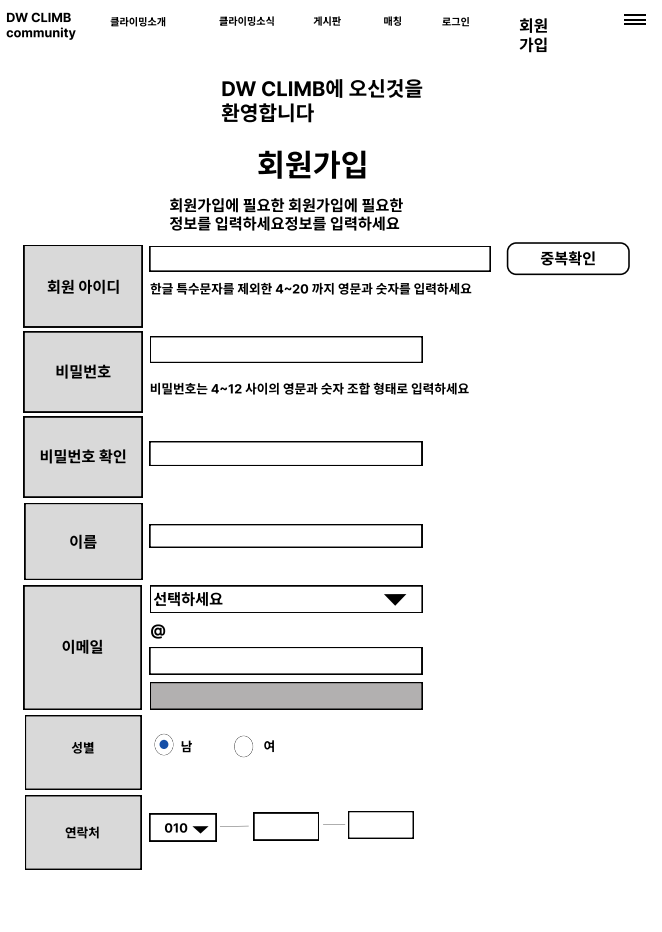 DW CLIMB
community
클라이밍소개
클라이밍소식
게시판
매칭
로그인
회원
가입
DW CLIMB에 오신것을
환영합니다
회원가입
회원가입에 필요한 회원가입에 필요한
정보를 입력하세요정보를 입력하세요
회원 아이디
중복확인
한글 특수문자를 제외한 4~20 까지 영문과 숫자를 입력하세요
비밀번호
비밀번호는 4~12 사이의 영문과 숫자 조합 형태로 입력하세요
비밀번호 확인
이름
이메일
선택하세요
@
성별
남
여
연락처
010